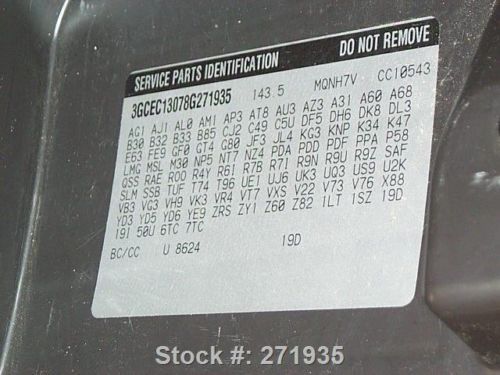 SERVICE PARTS IDENTIFICATION DO NOT REMOVE
3GCEC13078G271935 143.5 MQNH7V CC10543
AG1 AJ1 AL0 AM1 AP3 AT8 AU3 AZ3 A31 A60 A68
B30 B32 B33 B85 CJ2 C49 C5U DF5 DH6 DK8 DL3
E63 FE9 GF0 GT4 G80 JF3 JL4 KG3 KNP K34 K47
LMG MSL M30 NP5 NT7 NZ4 PDA PDD PDF PPA P58
QSS RAE R00 R4Y R6I R7B R7I R9N R9U R9Z SAF
SLM SSB TUF T74 T96 UE1 UJ6 UK3 UQ3 US9 U2K
VB3 VG3 VH9 VK3 VR4 VT7 VXS V22 V73 V76 X88
YD3 YD5 YD6 YE9 ZRS ZY1 Z60 Z82 1LT 1SZ 19D
19I 50U 6TC 7TC
BC/CC U 8624 19D
Stock #: 271935